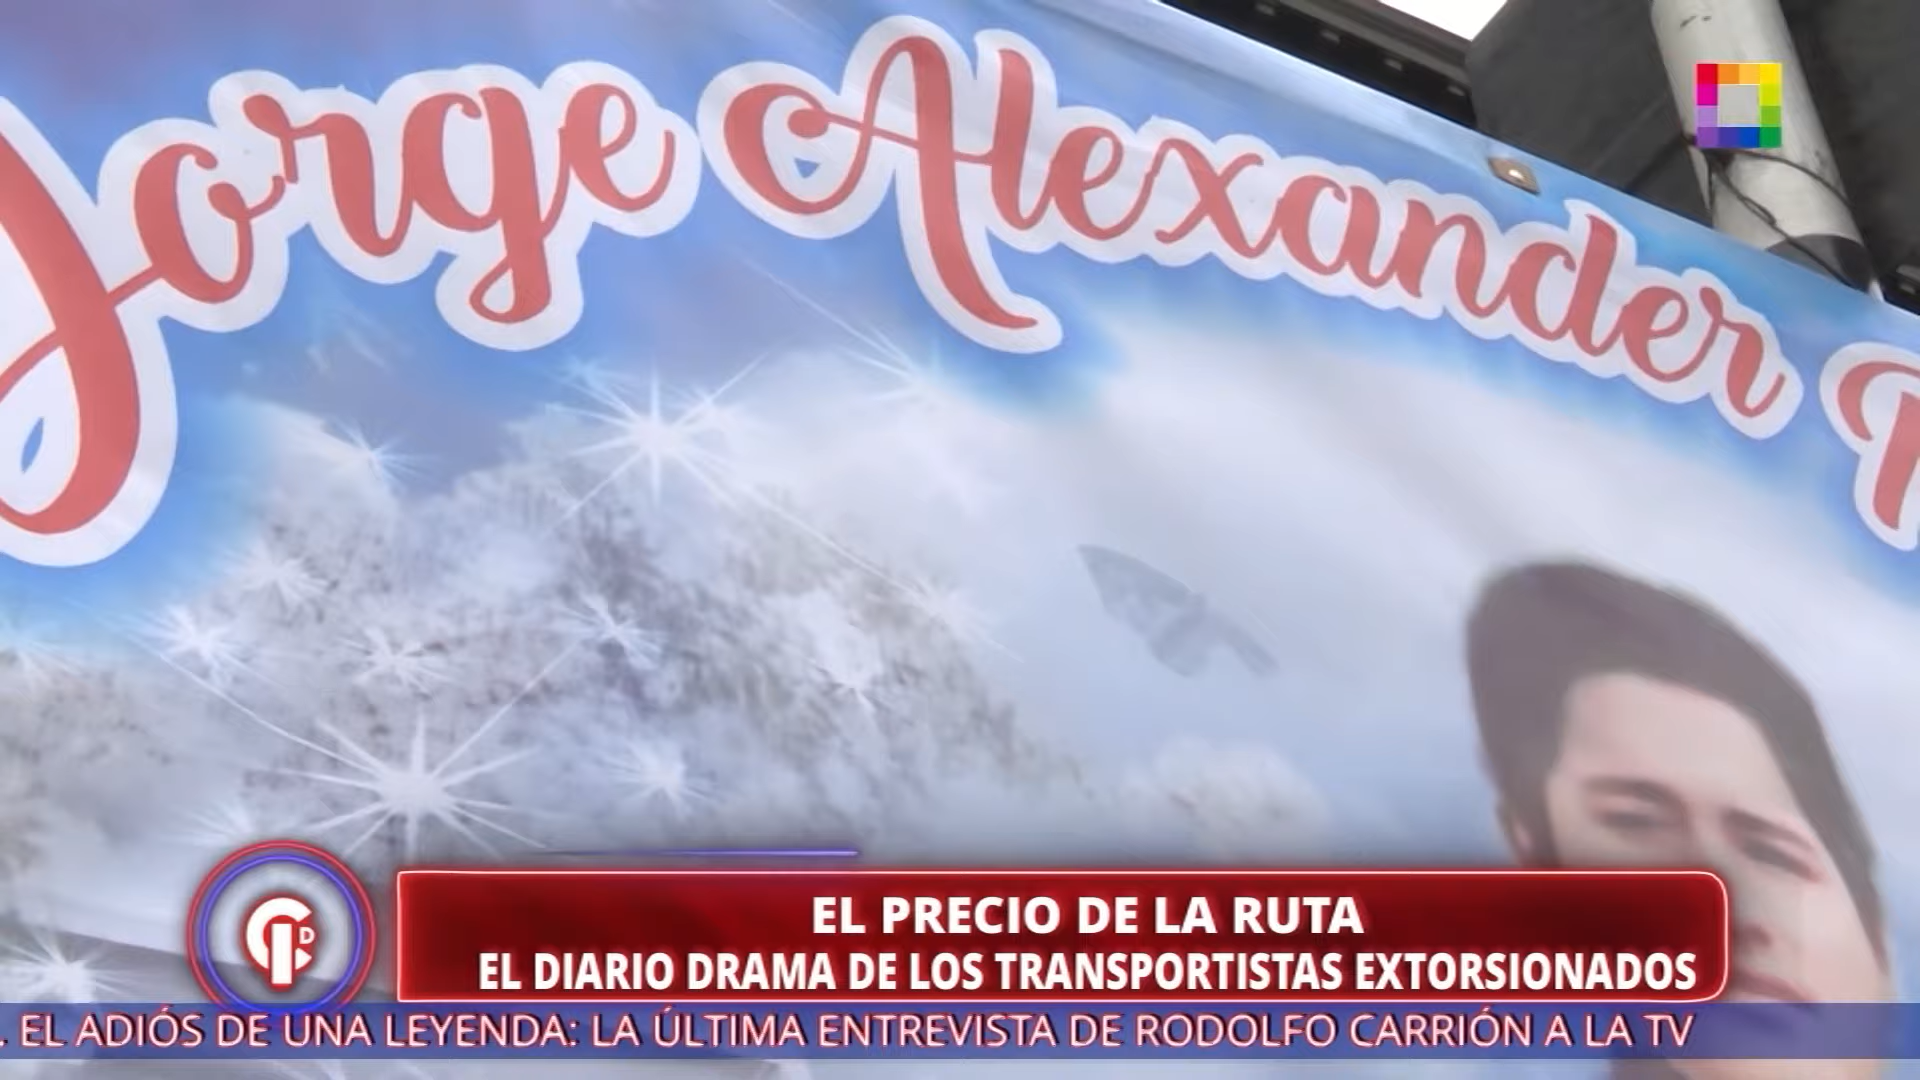 Jorge Alexander
EL PRECIO DE LA RUTA
EL DIARIO DRAMA DE LOS TRANSPORTISTAS EXTORSIONADOS
. EL ADIÓS DE UNA LEYENDA: LA ÚLTIMA ENTREVISTA DE RODOLFO CARRIÓN A LA TV